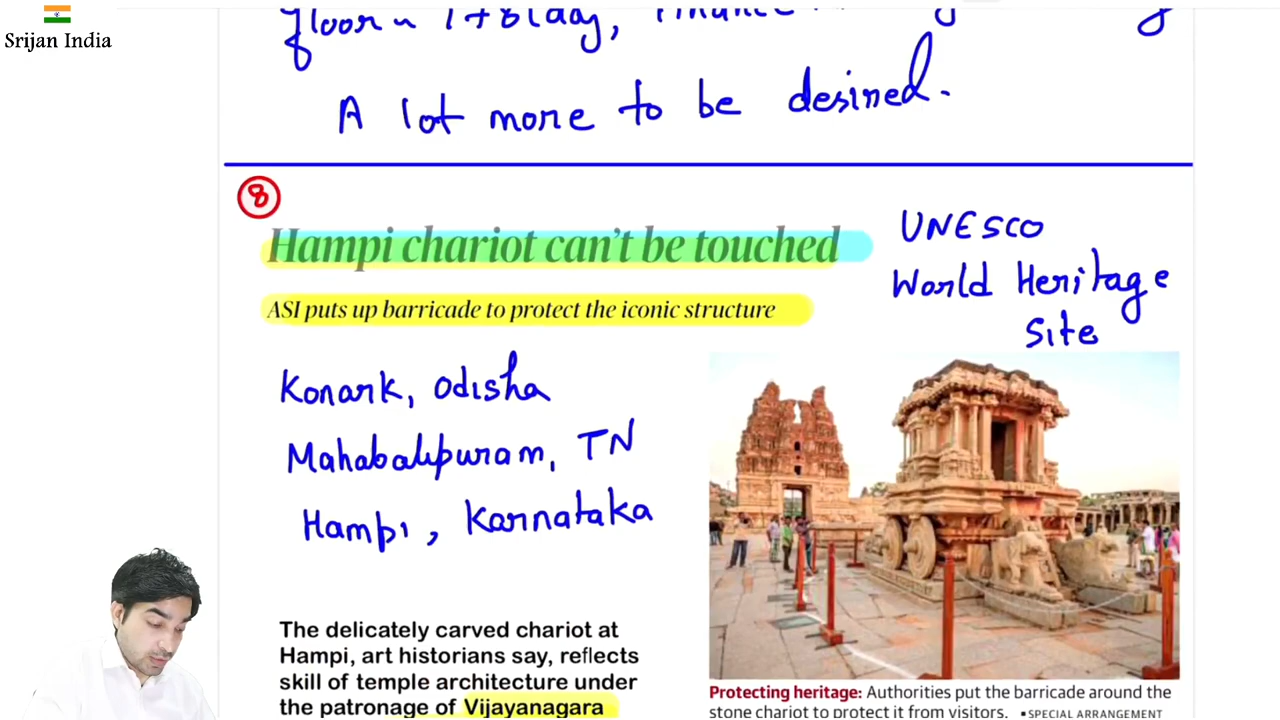 Srijan India
A lot more to be desired.
8
Hampi chariot can't be touched
ASI puts up barricade to protect the iconic structure
UNESCO
World Heritage
Site
Konark, Odisha
Mahabalipuram, TN
Hampi, Karnataka
The delicately carved chariot at
Hampi, art historians say, reflects
skill of temple architecture under
the patronage of Vijayanagara
Protecting heritage: Authorities put the barricade around the
stone chariot to protect it from visitors. ▪SPECIAL ARRANGEMENT